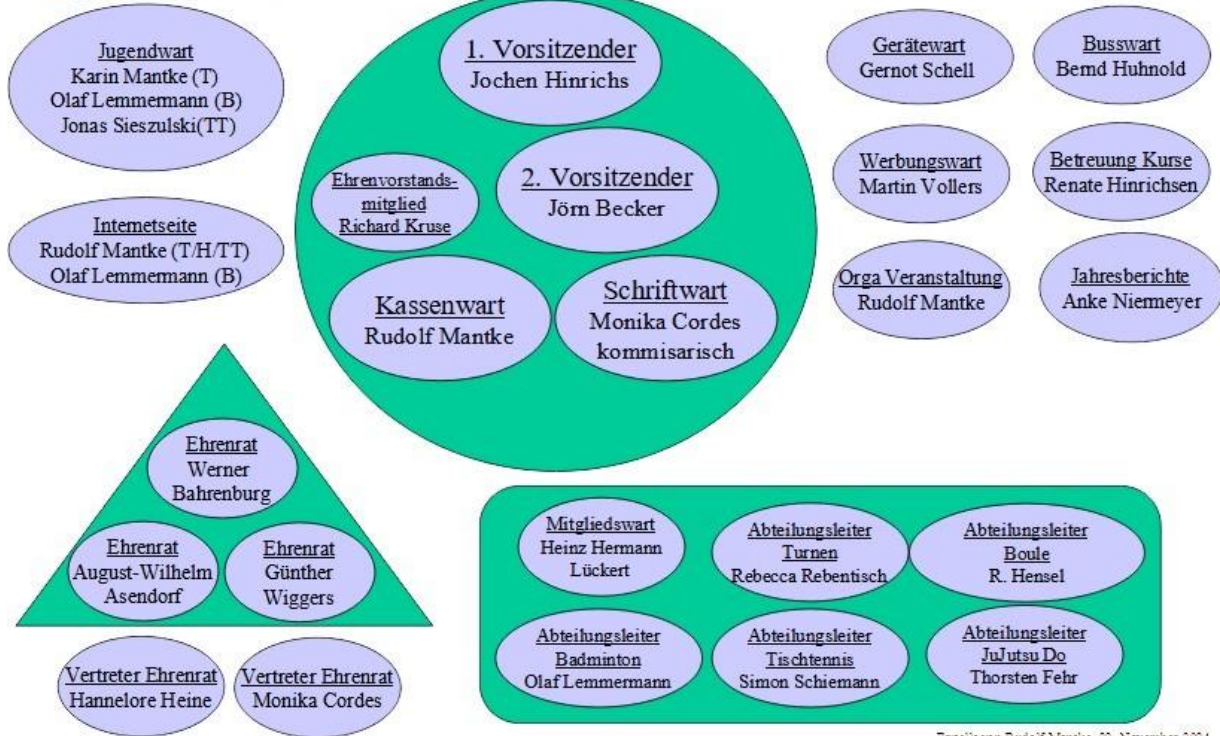 Jugendwart
Karin Mantke (T)
Olaf Lemmermann (B)
Jonas Sieszulski(TT)
Internetseite
Rudolf Mantke (T/H/TT)
Olaf Lemmermann (B)
1. Vorsitzender
Jochen Hinrichs
2. Vorsitzender
Jörn Becker
Ehrenvorstands-
mitglied
Richard Kruse
Kassenwart
Rudolf Mantke
Schriftwart
Monika Cordes
kommisarisch
Gerätewart
Gernot Schell
Busswart
Bernd Huhnold
Werbungswart
Martin Vollers
Betreuung Kurse
Renate Hinrichsen
Orga Veranstaltung
Rudolf Mantke
Jahresberichte
Anke Niermeyer
Ehrenrat
Werner
Bahrenburg
Ehrenrat
August-Wilhelm
Asendorf
Ehrenrat
Günther
Wiggers
Vertreter Ehrenrat
Hannelore Heine
Vertreter Ehrenrat
Monika Cordes
Mitgliedswart
Heinz Hermann
Lückert
Abteilungsleiter
Turnen
Rebecca Rebentisch
Abteilungsleiter
Boule
R. Hensel
Abteilungsleiter
Badminton
Olaf Lemmermann
Abteilungsleiter
Tischtennis
Simon Schiemann
Abteilungsleiter
JuJutsu Do
Thorsten Fehr